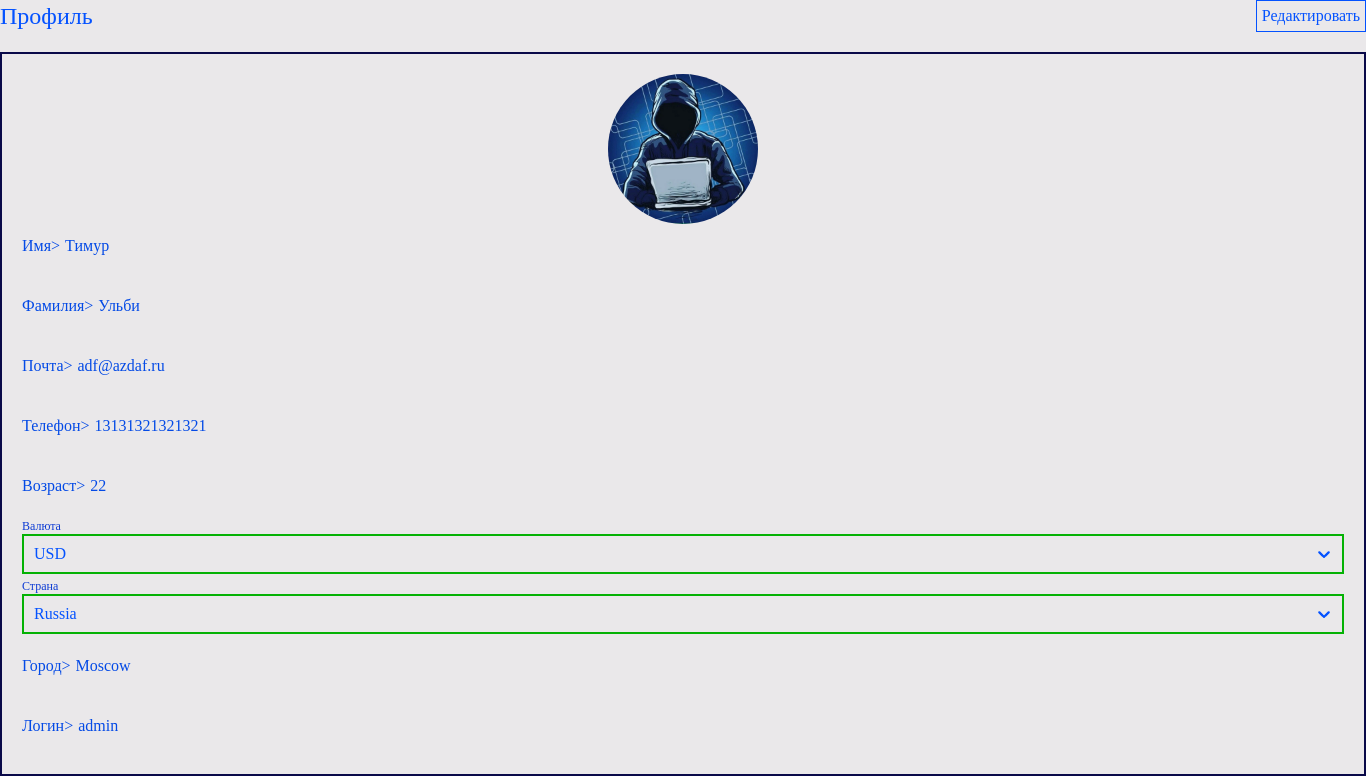 Профиль
Редактировать
Имя> Тимур
Фамилия> Ульби
Почта> adf@azdaf.ru
Телефон> 13131321321321
Возраст> 22
Валюта
USD
Страна
Russia
Город> Moscow
Логин> admin